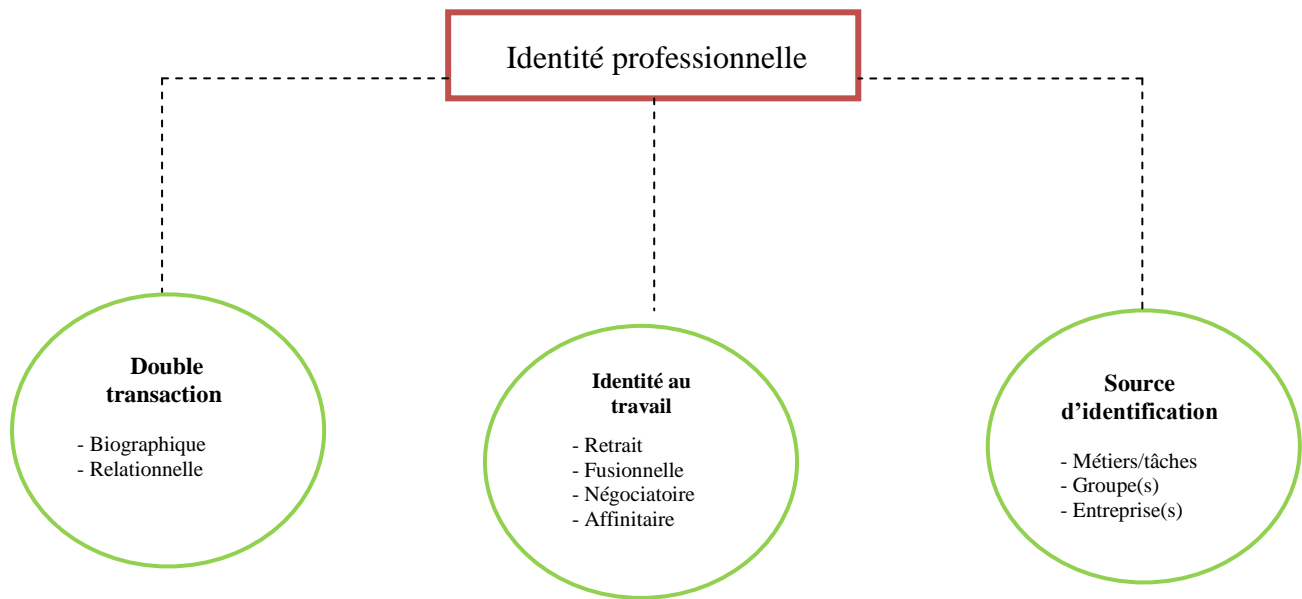 Identité professionnelle
Double
transaction
- Biographique
- Relationnelle
Identité au
travail
- Retrait
- Fusionnelle
- Négociatoire
- Affinitaire
Source
d’identification
- Métiers/tâches
- Groupe(s)
- Entreprise(s)